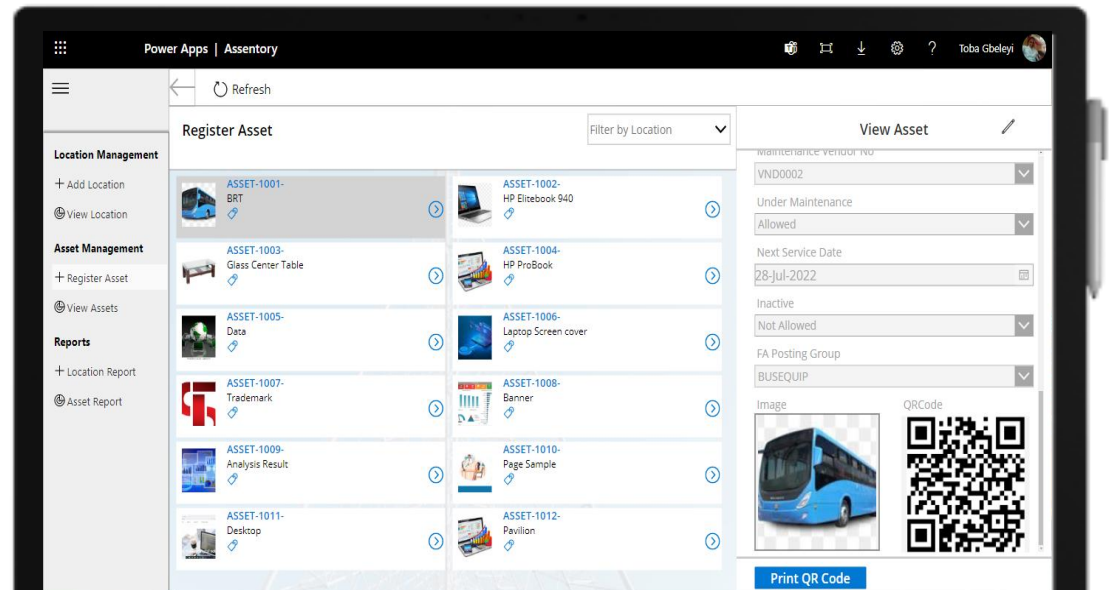 Power Apps | Assentory
Toba Gbeleyi
Refresh
Location Management
+ Add Location
View Location
Asset Management
+ Register Asset
View Assets
Reports
+ Location Report
Asset Report
Register Asset
Filter by Location
ASSET-1001-
BRT
ASSET-1002-
HP Elitebook 940
ASSET-1003-
Glass Center Table
ASSET-1004-
HP ProBook
ASSET-1005-
Data
ASSET-1006-
Laptop Screen cover
ASSET-1007-
Trademark
ASSET-1008-
Banner
ASSET-1009-
Analysis Result
ASSET-1010-
Page Sample
ASSET-1011-
Desktop
ASSET-1012-
Pavilion
View Asset
Maintenance Vendor No
VND0002
Under Maintenance
Allowed
Next Service Date
28-Jul-2022
Inactive
Not Allowed
FA Posting Group
BUSEQUIP
Image
QRCode
Print QR Code